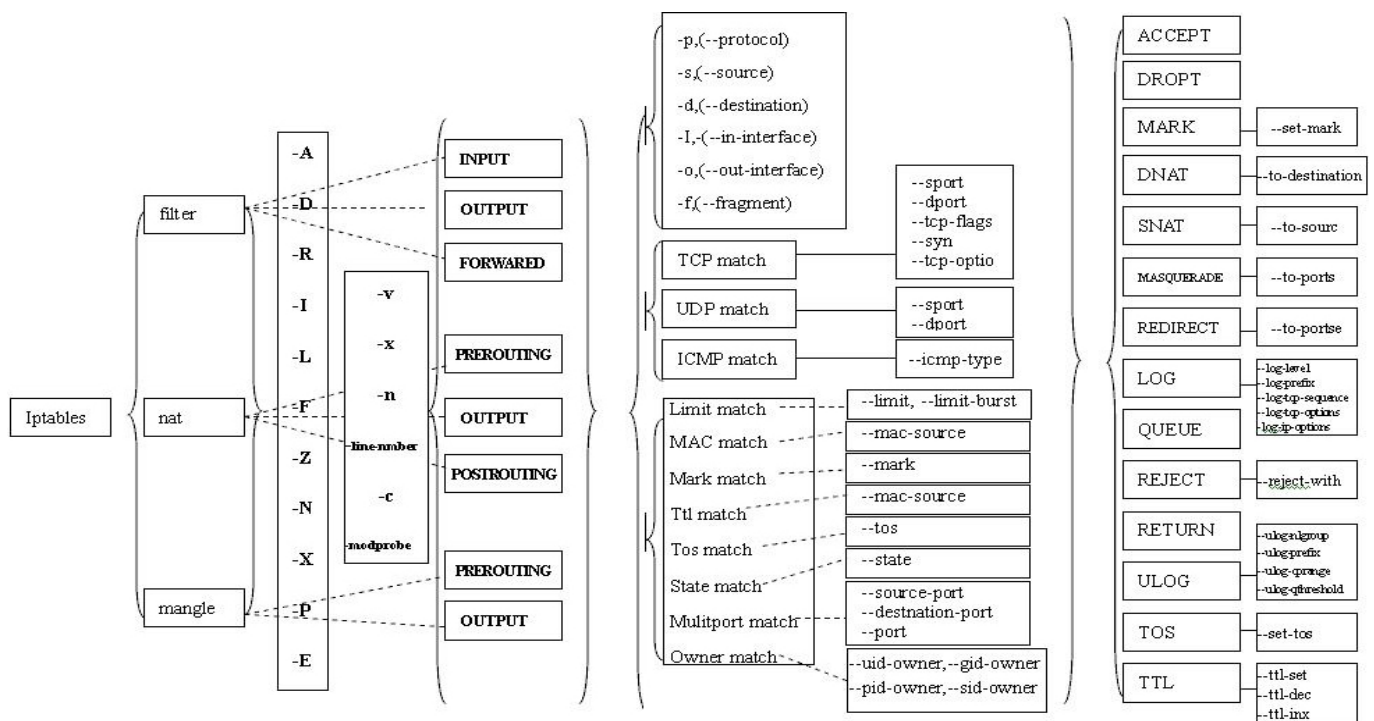 Iptables
filter
nat
mangle
-A
-D
-R
-I
-L
-F
-Z
-N
-X
-P
-E
-v
-x
-n
-line-nmber
-c
-modprobe
INPUT
OUTPUT
FORWARED
PREROUTING
OUTPUT
POSTROUTING
PREROUTING
OUTPUT
-p,(--protocol)
-s,(--source)
-d,(--destination)
-I,-(--in-interface)
-o,(--out-interface)
-f,(--fragment)
TCP match
--sport
--dport
--tcp-flags
--syn
--tcp-optio
UDP match
--sport
--dport
ICMP match
--icmp-type
Limit match
--limit, --limit-burst
MAC match
--mac-source
Mark match
--mark
Ttl match
--mac-source
Tos match
--tos
State match
--state
Mulitport match
--source-port
--destnation-port
--port
Owner match
--uid-owner,--gid-owner
--pid-owner,--sid-owner
ACCEPT
DROPT
MARK
--set-mark
DNAT
--to-destination
SNAT
--to-sourc
MASQUERADE
--to-ports
REDIRECT
--to-portse
LOG
--log-level
--log-prefix
--log-tcp-sequence
--log-tcp-options
--log-ip-options
QUEUE
REJECT
--reject-with
RETURN
ULOG
--ulog-nlgroup
--ulog-prefix
--ulog-cprange
--ulog-qthreshold
TOS
--set-tos
TTL
--ttl-set
--ttl-dec
--ttl-inx